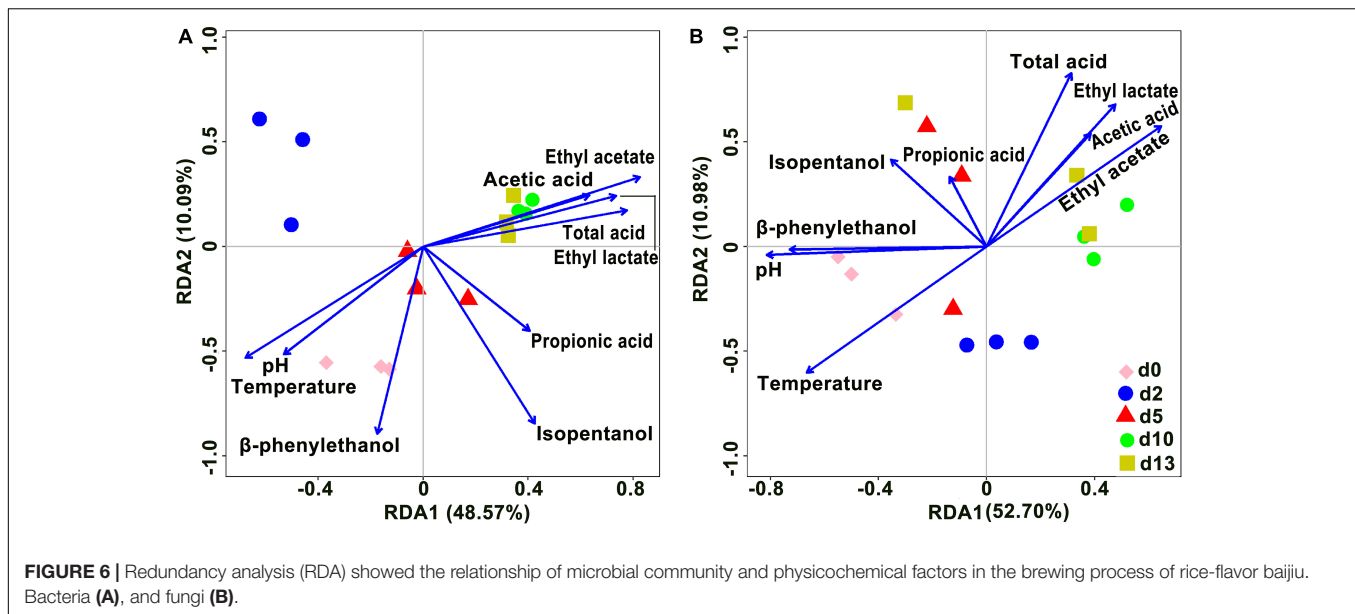 A
1.0
0.5
0
-0.5
-1.0
RDA2 (10.09%)
Ethyl acetate
Acetic acid
Total acid
Ethyl lactate
Propionic acid
pH
Temperature
β-phenylethanol
Isopentanol
-0.4 0 0.4 0.8
RDA1 (48.57%)
B
1.0
0.5
0.0
-0.5
-1.0
RDA2 (10.98%)
Total acid
Ethyl lactate
Acetic acid
Ethyl acetate
Isopentanol
Propionic acid
β-phenylethanol
pH
Temperature
d0
d2
d5
d10
d13
-0.8 -0.4 0 0.4
RDA1 (52.70%)
FIGURE 6 | Redundancy analysis (RDA) showed the relationship of microbial community and physicochemical factors in the brewing process of rice-flavor baijiu.
Bacteria (A), and fungi (B).